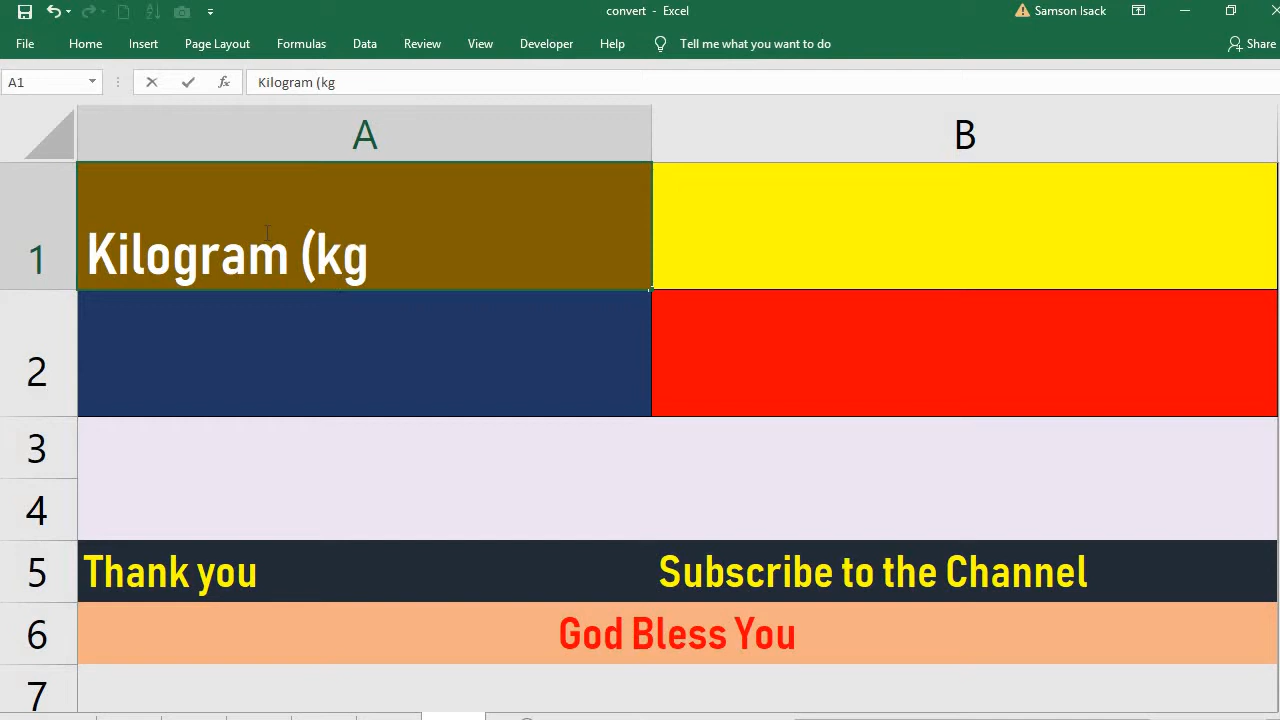 convert - Excel
Samson Isack
File Home Insert Page Layout Formulas Data Review View Developer Help Tell me what you want to do Share
A1 fx Kilogram (kg
A B
1 Kilogram (kg
2
3
4
5 Thank you Subscribe to the Channel
6 God Bless You
7